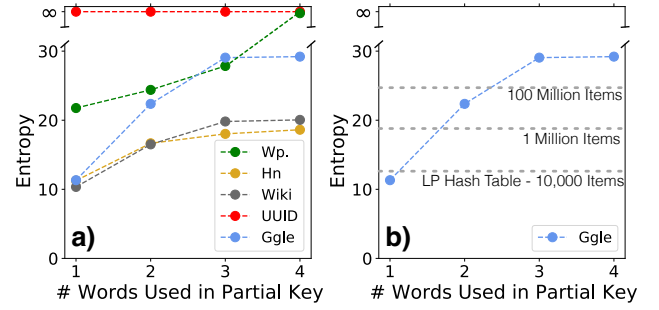 ∞
30
20
10
0
Entropy
Wp.
Hn
Wiki
UUID
Ggle
a)
1 2 3 4
# Words Used in Partial Key
∞
30
20
10
0
Entropy
100 Million Items
1 Million Items
LP Hash Table - 10,000 Items
b)
Ggle
1 2 3 4
# Words Used in Partial Key